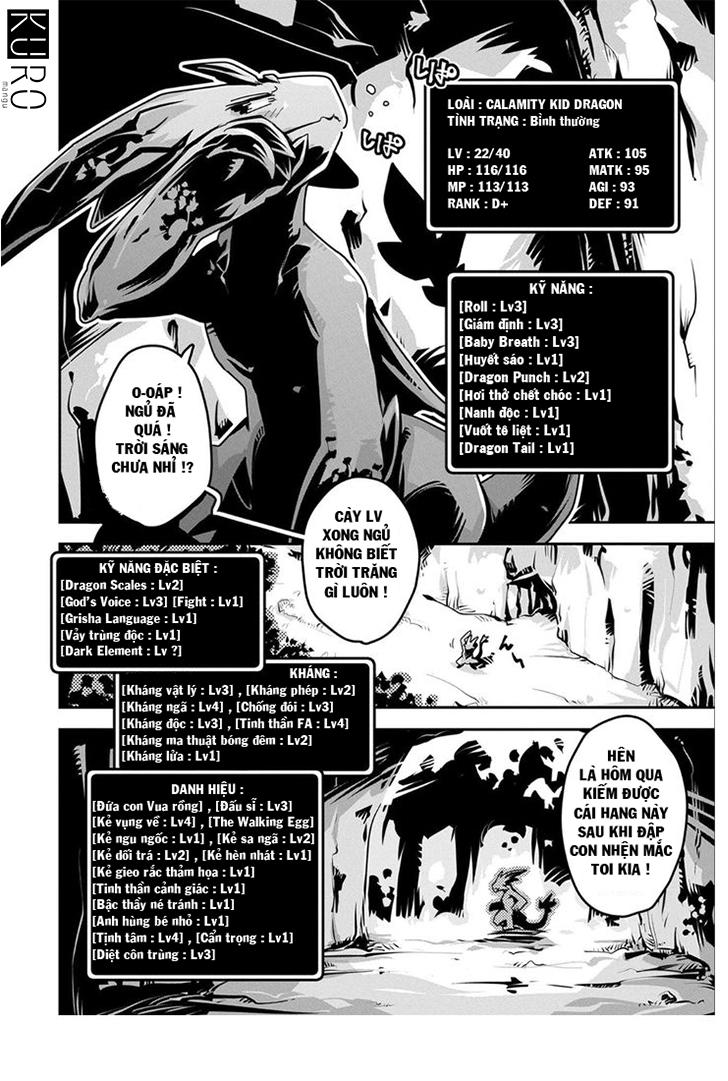 KURO
mangu
しぱ゜
しぱ゜
LOÀI : CALAMITY KID DRAGON
TÌNH TRẠNG : Bình thường
LV : 22/40 ATK : 105
HP : 116/116 MATK : 95
MP : 113/113 AGI : 93
RANK : D+ DEF : 91
KỸ NĂNG :
[Roll : Lv3]
[Giám định : Lv3]
[Baby Breath : Lv3]
[Huyết sáo : Lv1]
[Dragon Punch : Lv2]
[Hơi thở chết chóc : Lv1]
[Nanh độc : Lv1]
[Vuốt tê liệt : Lv1]
[Dragon Tail : Lv1]
O-OÁP !
NGỦ ĐÃ
QUÁ !
TRỜI SÁNG
CHƯA NHỈ !?
CÀY LV
XONG NGỦ
KHÔNG BIẾT
TRỜI TRĂNG
GÌ LUÔN !
KỸ NĂNG ĐẶC BIỆT :
[Dragon Scales : Lv2]
[God's Voice : Lv3] [Fight : Lv1]
[Grisha Language : Lv1]
[Vảy trùng độc : Lv1]
[Dark Element : Lv ?]
ん
KHÁNG :
[Kháng vật lý : Lv3] , [Kháng phép : Lv2]
[Kháng ngã : Lv4] , [Chống đói : Lv3]
[Kháng độc : Lv3] , [Tinh thần FA : Lv4]
[Kháng ma thuật bóng đêm : Lv2]
[Kháng lửa : Lv1]
HÊN
LÀ HÔM QUA
KIẾM ĐƯỢC
CÁI HANG NÀY
SAU KHI ĐẬP
CON NHỆN MẮC
TOI KIA !
DANH HIỆU :
[Đứa con Vua rồng] , [Đấu sĩ : Lv3]
[Kẻ vụng về : Lv4] , [The Walking Egg]
[Kẻ ngu ngốc : Lv1] , [Kẻ sa ngã : Lv2]
[Kẻ dối trá : Lv2] , [Kẻ hèn nhát : Lv1]
[Kẻ gieo rắc thảm họa : Lv1]
[Tinh thần cảnh giác : Lv1]
[Bậc thầy né tránh : Lv1]
[Anh hùng bé nhỏ : Lv1]
[Tịnh tâm : Lv4] , [Cẩn trọng : Lv1]
[Diệt côn trùng : Lv3]